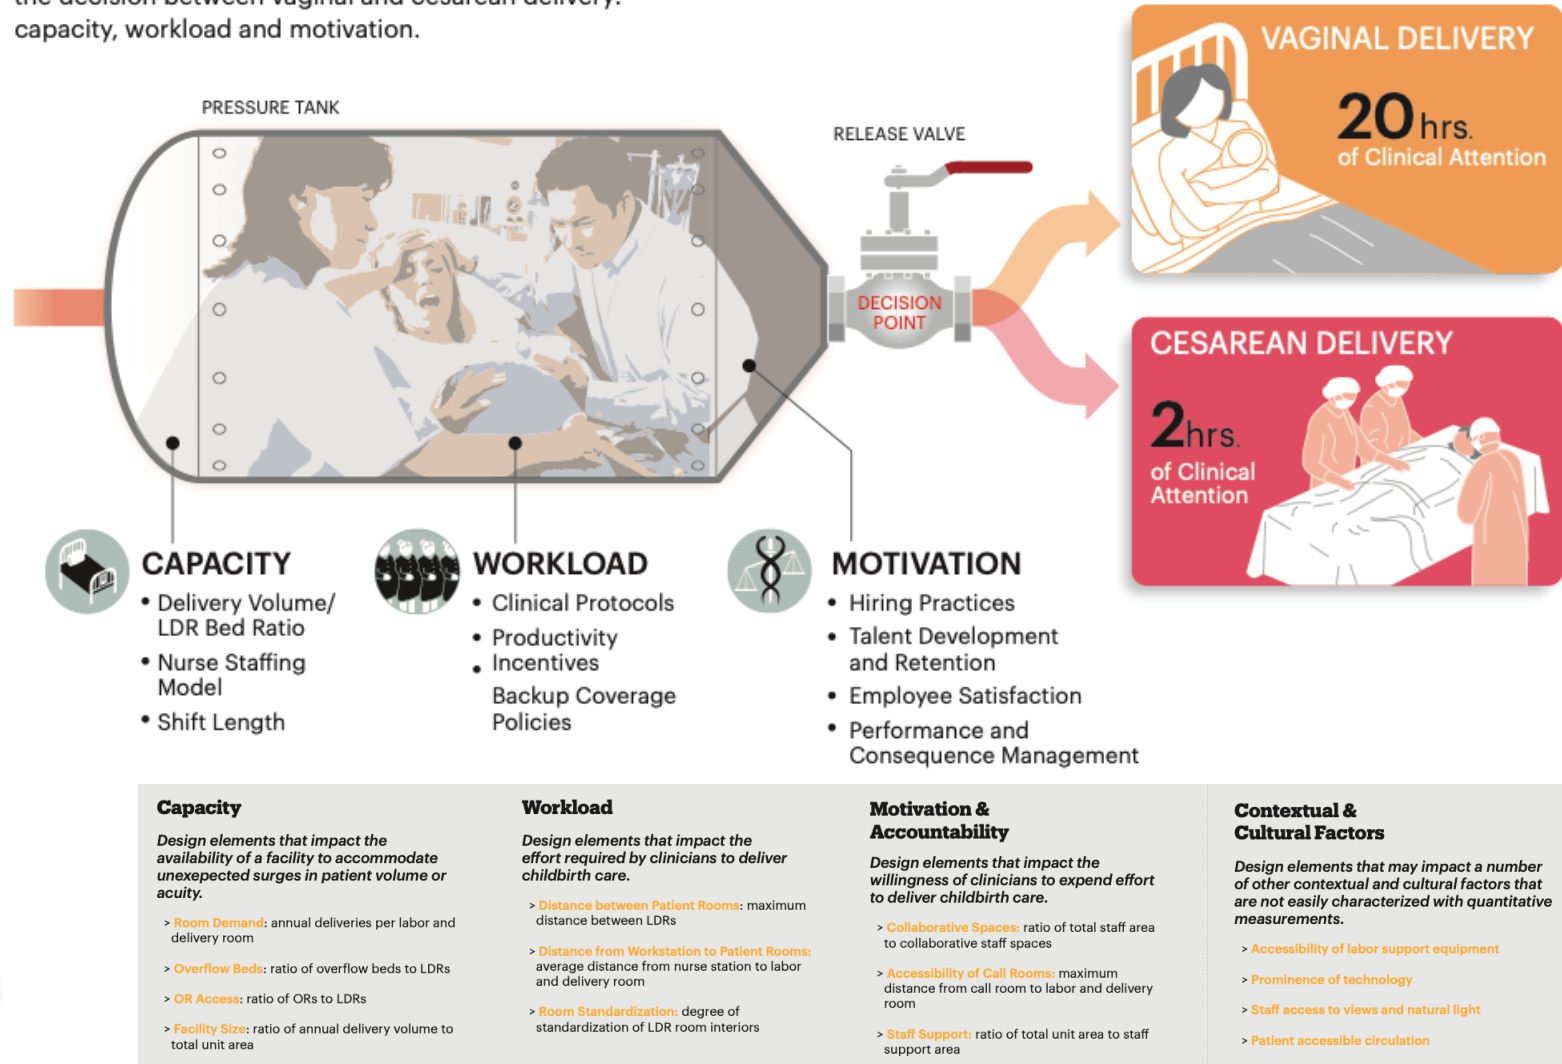 the decision between vaginal and cesarean delivery:
capacity, workload and motivation.
PRESSURE TANK
RELEASE VALVE
DECISION
POINT
VAGINAL DELIVERY
20 hrs.
of Clinical Attention
CESAREAN DELIVERY
2 hrs.
of Clinical
Attention
CAPACITY
• Delivery Volume/
LDR Bed Ratio
• Nurse Staffing
Model
• Shift Length
WORKLOAD
• Clinical Protocols
• Productivity
• Incentives
Backup Coverage
Policies
MOTIVATION
• Hiring Practices
• Talent Development
and Retention
• Employee Satisfaction
• Performance and
Consequence Management
Capacity
Design elements that impact the
availability of a facility to accommodate
unexepected surges in patient volume or
acuity.
> Room Demand: annual deliveries per labor and
delivery room
> Overflow Beds: ratio of overflow beds to LDRs
> OR Access: ratio of ORs to LDRs
> Facility Size: ratio of annual delivery volume to
total unit area
Workload
Design elements that impact the
effort required by clinicians to deliver
childbirth care.
> Distance between Patient Rooms: maximum
distance between LDRs
> Distance from Workstation to Patient Rooms:
average distance from nurse station to labor
and delivery room
> Room Standardization: degree of
standardization of LDR room interiors
Motivation &
Accountability
Design elements that impact the
willingness of clinicians to expend effort
to deliver childbirth care.
> Collaborative Spaces: ratio of total staff area
to collaborative staff spaces
> Accessibility of Call Rooms: maximum
distance from call room to labor and delivery
room
> Staff Support: ratio of total unit area to staff
support area
Contextual &
Cultural Factors
Design elements that may impact a number
of other contextual and cultural factors that
are not easily characterized with quantitative
measurements.
> Accessibility of labor support equipment
> Prominence of technology
> Staff access to views and natural light
> Patient accessible circulation